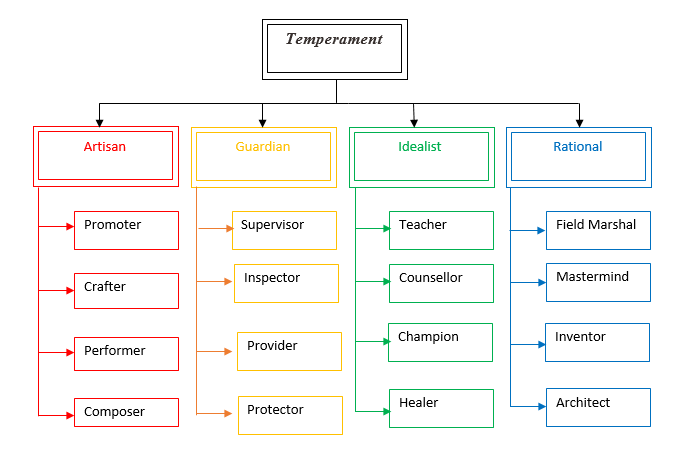 Temperament
Artisan
Guardian
Idealist
Rational
Promoter
Supervisor
Teacher
Field Marshal
Crafter
Inspector
Counsellor
Mastermind
Performer
Provider
Champion
Inventor
Composer
Protector
Healer
Architect